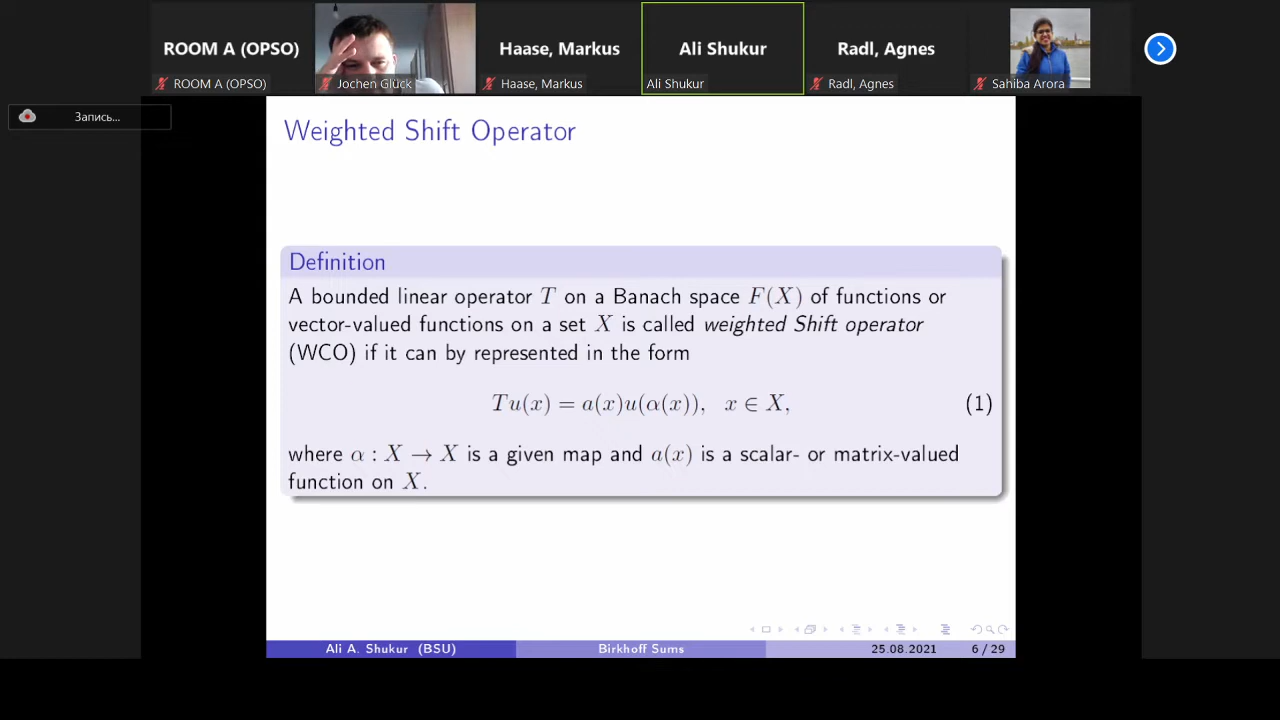 ROOM A (OPSO)
Haase, Markus
Ali Shukur
Radl, Agnes
ROOM A (OPSO)
Jochen Glück
Haase, Markus
Ali Shukur
Radl, Agnes
Sahiba Arora
Запись...
Weighted Shift Operator
Definition
A bounded linear operator T on a Banach space F(X) of functions or
vector-valued functions on a set X is called weighted Shift operator
(WCO) if it can by represented in the form
Tu(x) = a(x)u(α(x)), x ∈ X, (1)
where α : X → X is a given map and a(x) is a scalar- or matrix-valued
function on X.
Ali A. Shukur (BSU)
Birkhoff Sums
25.08.2021
6 / 29